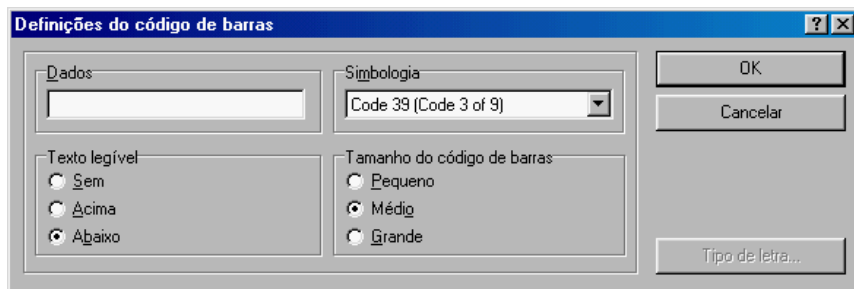 Definições do código de barras
Dados
Simbologia
OK
Code 39 (Code 3 of 9)
Cancelar
Texto legível
Tamanho do código de barras
Sem
Pequeno
Acima
Médio
Abaixo
Grande
Tipo de letra...